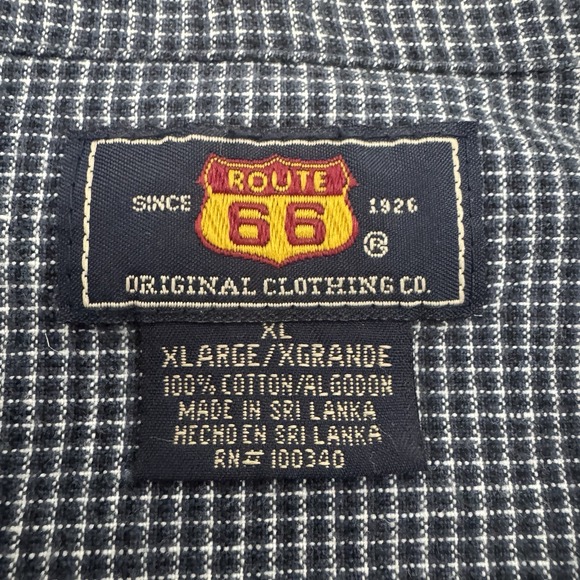 ROUTE
66
SINCE 1926
®
ORIGINAL CLOTHING CO.
XL
XLARGE/XGRANDE
100% COTTON/ALGODON
MADE IN SRI LANKA
HECHO EN SRI LANKA
RN# 100340